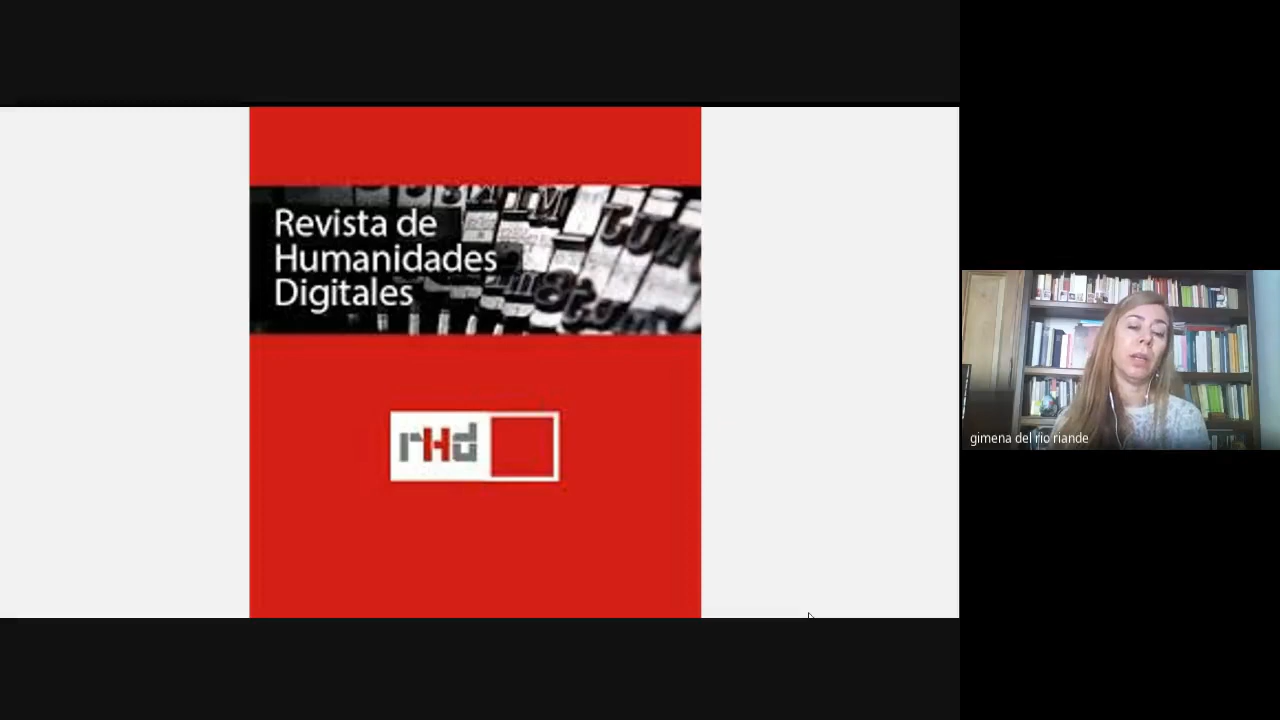 Revista de
Humanidades
Digitales
rHd
gimena del rio riande